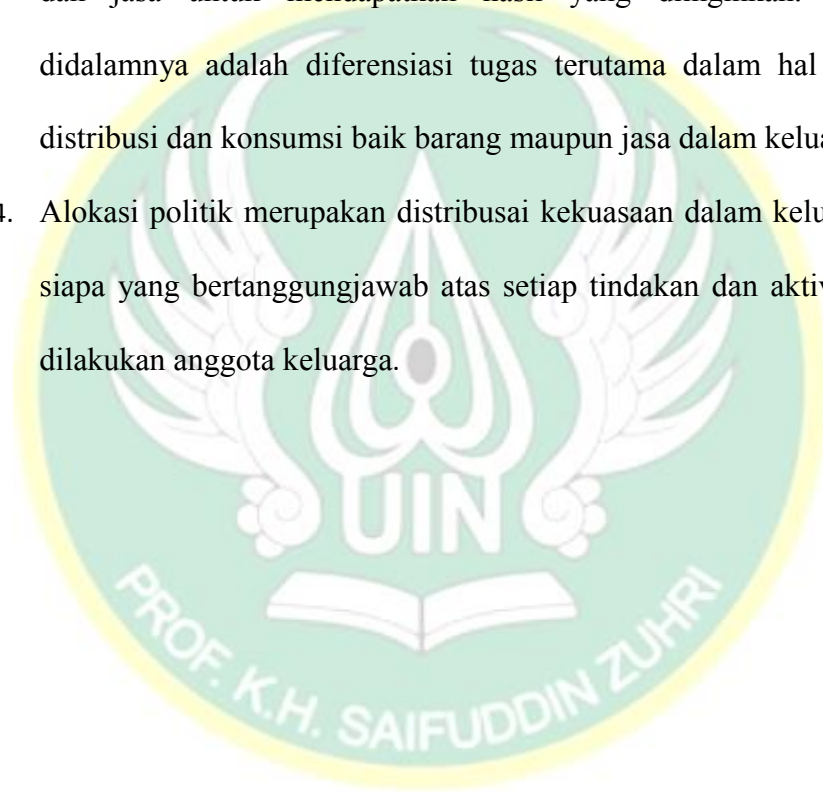 dan jasa untuk mendapatkan hasil yang diinginkan.
didalamnya adalah diferensiasi tugas terutama dalam hal
distribusi dan konsumsi baik barang maupun jasa dalam kelua
4. Alokasi politik merupakan distribusai kekuasaan dalam kelu
siapa yang bertanggungjawab atas setiap tindakan dan aktiv
dilakukan anggota keluarga.
UIN
PROF. K.H. SAIFUDDIN ZUHRI